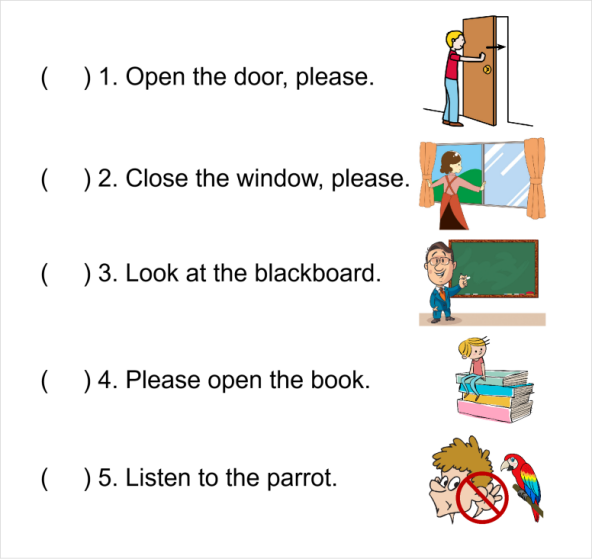 (    ) 1. Open the door, please.
(    ) 2. Close the window, please.
(    ) 3. Look at the blackboard.
(    ) 4. Please open the book.
(    ) 5. Listen to the parrot.